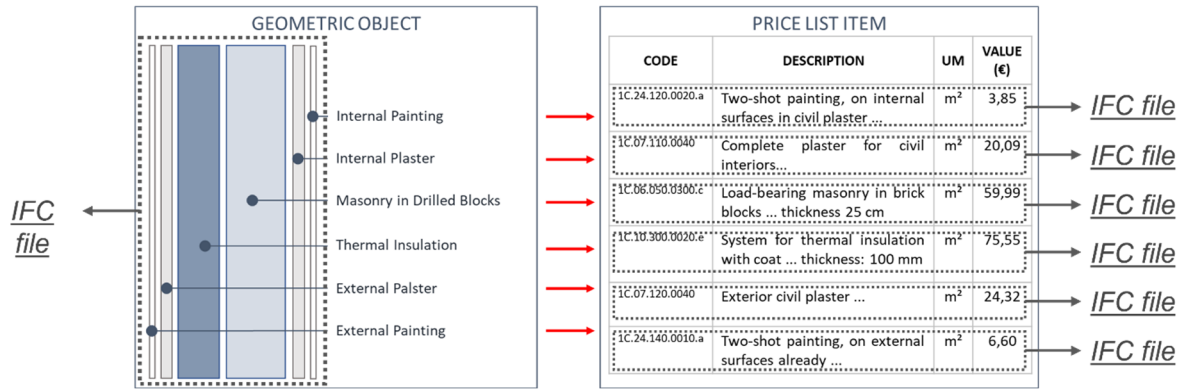 GEOMETRIC OBJECT
Internal Painting
Internal Plaster
Masonry in Drilled Blocks
Thermal Insulation
External Palster
External Painting
IFC
file
PRICE LIST ITEM
CODE DESCRIPTION UM VALUE
(€)
1C.24.120.0020.a Two-shot painting, on internal m² 3,85
surfaces in civil plaster ...
IFC file
1C.07.110.0040 Complete plaster for civil m² 20,09
interiors...
IFC file
1C.06.050.0300.c Load-bearing masonry in brick m² 59,99
blocks ... thickness 25 cm
IFC file
1C.10.300.0020.e System for thermal insulation m² 75,55
with coat ... thickness: 100 mm
IFC file
1C.07.120.0040 Exterior civil plaster ... m² 24,32
IFC file
1C.24.140.0010.a Two-shot painting, on external m² 6,60
surfaces already ...
IFC file